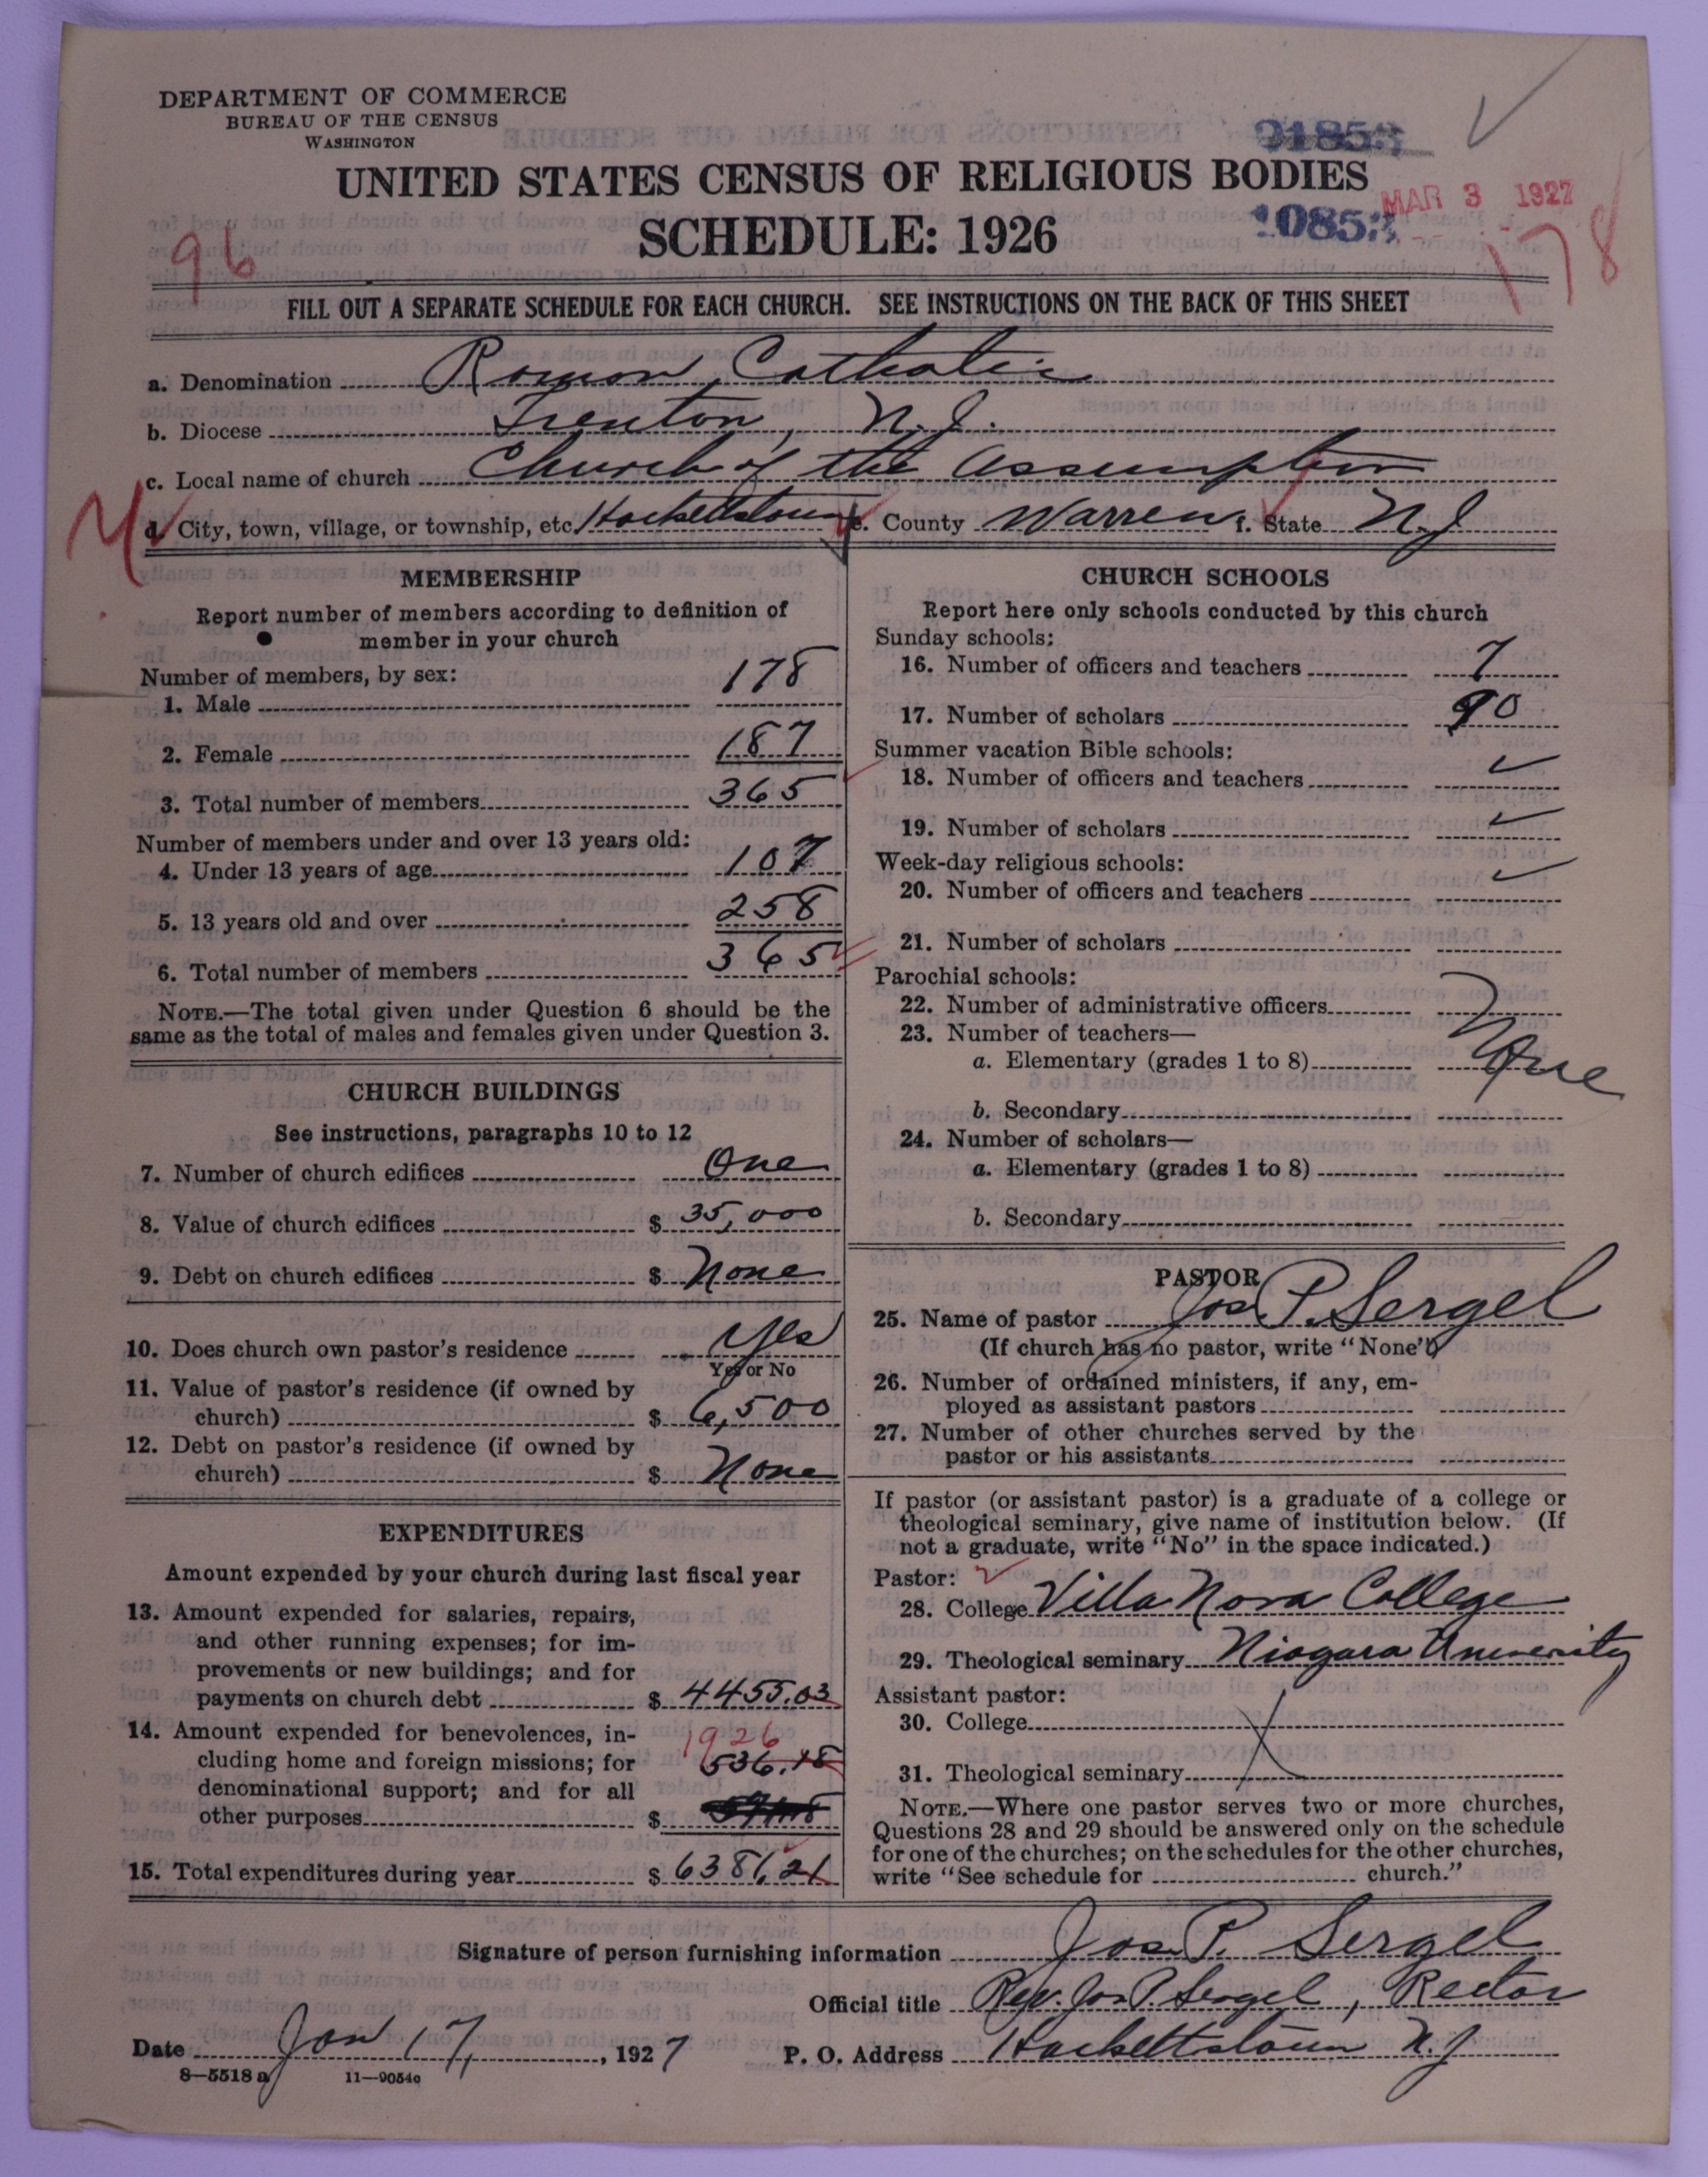 DEPARTMENT OF COMMERCE
BUREAU OF THE CENSUS
WASHINGTON
UNITED STATES CENSUS OF RELIGIOUS BODIES
SCHEDULE: 1926
MAR 3 1927
96
178
FILL OUT A SEPARATE SCHEDULE FOR EACH CHURCH. SEE INSTRUCTIONS ON THE BACK OF THIS SHEET
a. Denomination Roman Catholic
b. Diocese Trenton, N.J.
c. Local name of church Church of the Assumption
d. City, town, village, or township, etc. Hackettstown e. County Warren f. State N.J
MEMBERSHIP
Report number of members according to definition of
member in your church
Number of members, by sex:
1. Male 178
2. Female 187
3. Total number of members 365
Number of members under and over 13 years old:
4. Under 13 years of age 107
5. 13 years old and over 258
6. Total number of members 365
NOTE.—The total given under Question 6 should be the
same as the total of males and females given under Question 3.
CHURCH BUILDINGS
See instructions, paragraphs 10 to 12
7. Number of church edifices One
8. Value of church edifices $ 35,000
9. Debt on church edifices $ None
10. Does church own pastor's residence Yes
Yes or No
11. Value of pastor's residence (if owned by
church) $ 6,500
12. Debt on pastor's residence (if owned by
church) $ None
EXPENDITURES
Amount expended by your church during last fiscal year
13. Amount expended for salaries, repairs,
and other running expenses; for im-
provements or new buildings; and for
payments on church debt $ 4455.03
14. Amount expended for benevolences, in- 1926
cluding home and foreign missions; for 536.18
denominational support; and for all
other purposes $
15. Total expenditures during year $ 6381.21
CHURCH SCHOOLS
Report here only schools conducted by this church
Sunday schools:
16. Number of officers and teachers 7
17. Number of scholars 90
Summer vacation Bible schools:
18. Number of officers and teachers
19. Number of scholars
Week-day religious schools:
20. Number of officers and teachers
21. Number of scholars
Parochial schools:
22. Number of administrative officers
23. Number of teachers—
a. Elementary (grades 1 to 8) None
b. Secondary
24. Number of scholars—
a. Elementary (grades 1 to 8)
b. Secondary
PASTOR
25. Name of pastor Jos. P. Sergel
(If church has no pastor, write "None")
26. Number of ordained ministers, if any, em-
ployed as assistant pastors
27. Number of other churches served by the
pastor or his assistants
If pastor (or assistant pastor) is a graduate of a college or
theological seminary, give name of institution below. (If
not a graduate, write "No" in the space indicated.)
Pastor:
28. College Villa Nova College
29. Theological seminary Niagara University
Assistant pastor:
30. College
31. Theological seminary
NOTE.—Where one pastor serves two or more churches,
Questions 28 and 29 should be answered only on the schedule
for one of the churches; on the schedules for the other churches,
write "See schedule for church."
Signature of person furnishing information Jos. P. Sergel
Official title Rev. Jos. P. Sergel, Rector
Date Jan 17, 1927 P. O. Address Hackettstown N.J
8—5518 a 11—9054c